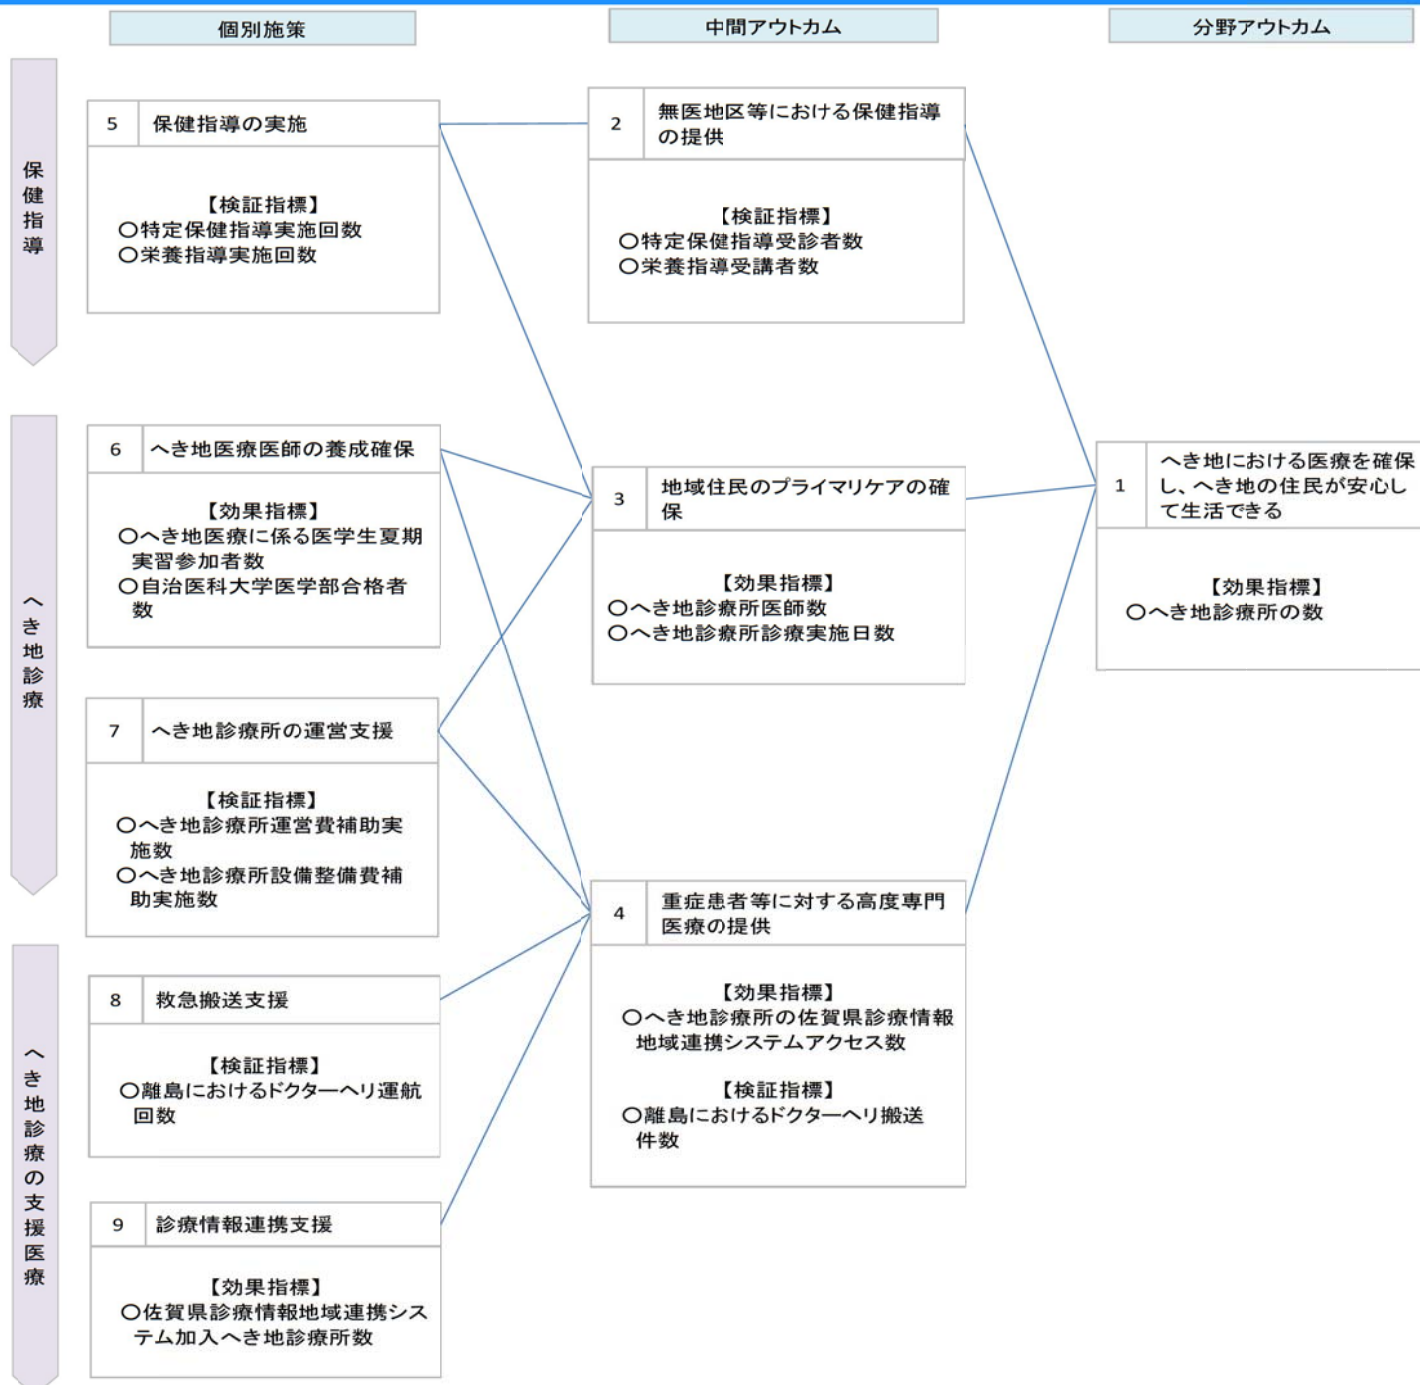 個別施策
中間アウトカム
分野アウトカム
保健指導
5
保健指導の実施
【検証指標】
〇特定保健指導実施回数
〇栄養指導実施回数
2
無医地区等における保健指導
の提供
【検証指標】
〇特定保健指導受診者数
〇栄養指導受講者数
へき地診療
6
へき地医療医師の養成確保
【効果指標】
〇へき地医療に係る医学生夏期
実習参加者数
〇自治医科大学医学部合格者
数
7
へき地診療所の運営支援
【検証指標】
〇へき地診療所運営費補助実
施数
〇へき地診療所設備整備費補
助実施数
3
地域住民のプライマリケアの確
保
【効果指標】
〇へき地診療所医師数
〇へき地診療所診療実施日数
1
へき地における医療を確保
し、へき地の住民が安心し
て生活できる
【効果指標】
〇へき地診療所の数
へき地診療の支援医療
8
救急搬送支援
【検証指標】
〇離島におけるドクターヘリ運航
回数
9
診療情報連携支援
【効果指標】
〇佐賀県診療情報地域連携シス
テム加入へき地診療所数
4
重症患者等に対する高度専門
医療の提供
【効果指標】
〇へき地診療所の佐賀県診療情報
地域連携システムアクセス数
【検証指標】
〇離島におけるドクターヘリ搬送
件数